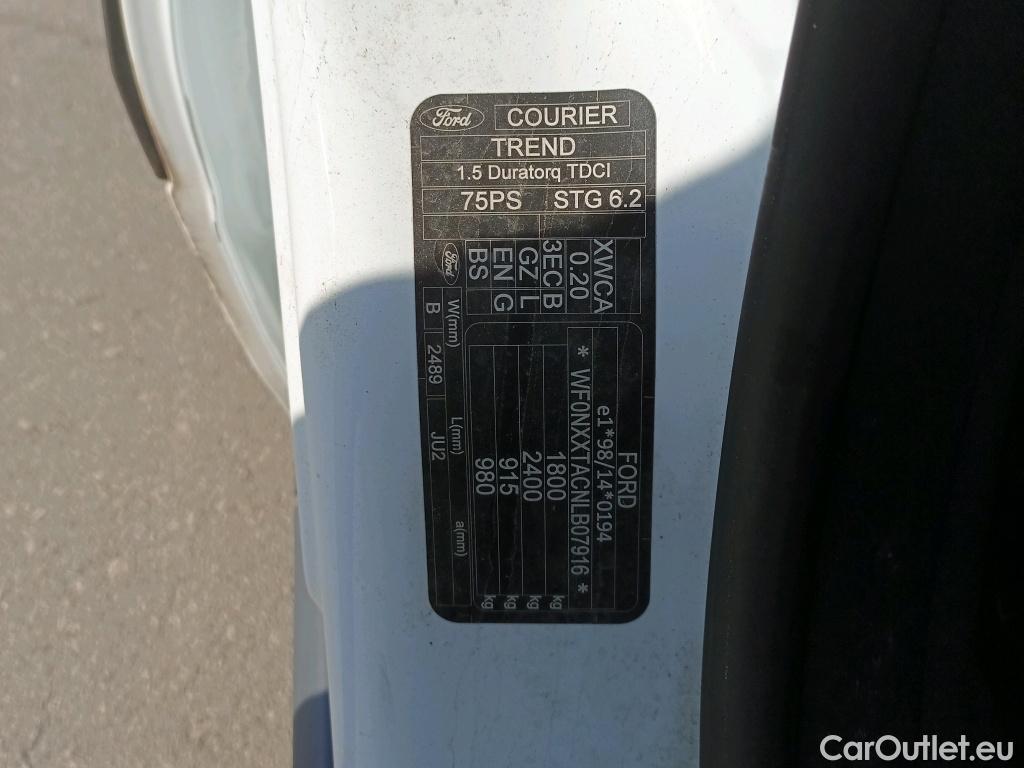 Ford COURIER
TREND
1.5 Duratorq TDCI
75PS STG 6.2
FORD
e1*98/14*0194
* WF0NXXTACNLB07916 *
1800 kg
2400 kg
915 kg
980 kg
XWCA
0.20
3ECB
GZ L
EN G
BS
Ford
W(mm) L(mm) a(mm)
B 2489 JU2
CarOutlet.eu